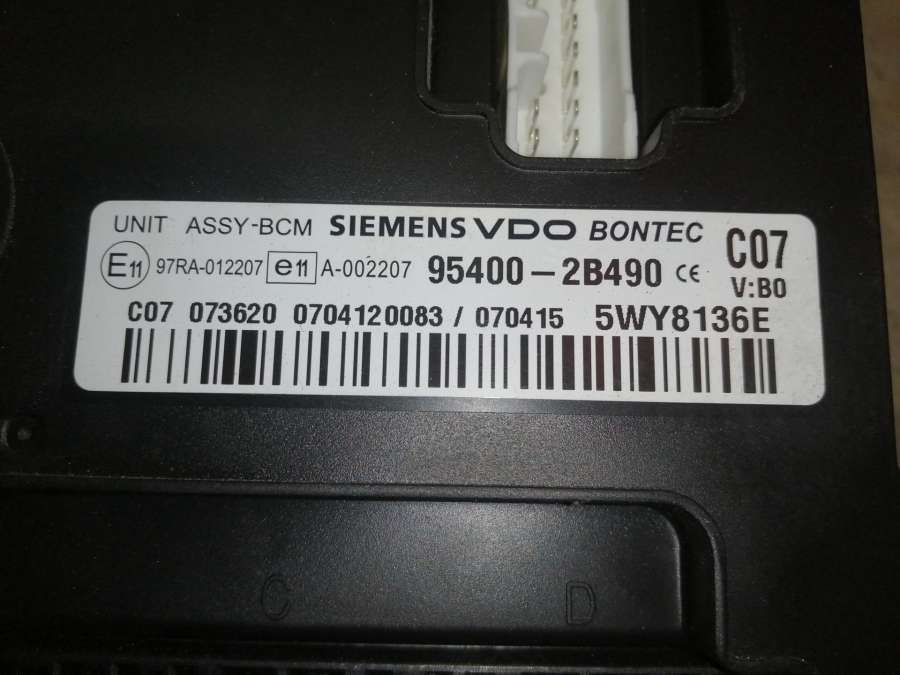 UNIT ASSY-BCM SIEMENS VDO BONTEC
C07
E11 97RA-012207 e11 A-002207 95400-2B490 CE
V:B0
C07 073620 0704120083 / 070415 5WY8136E
C D